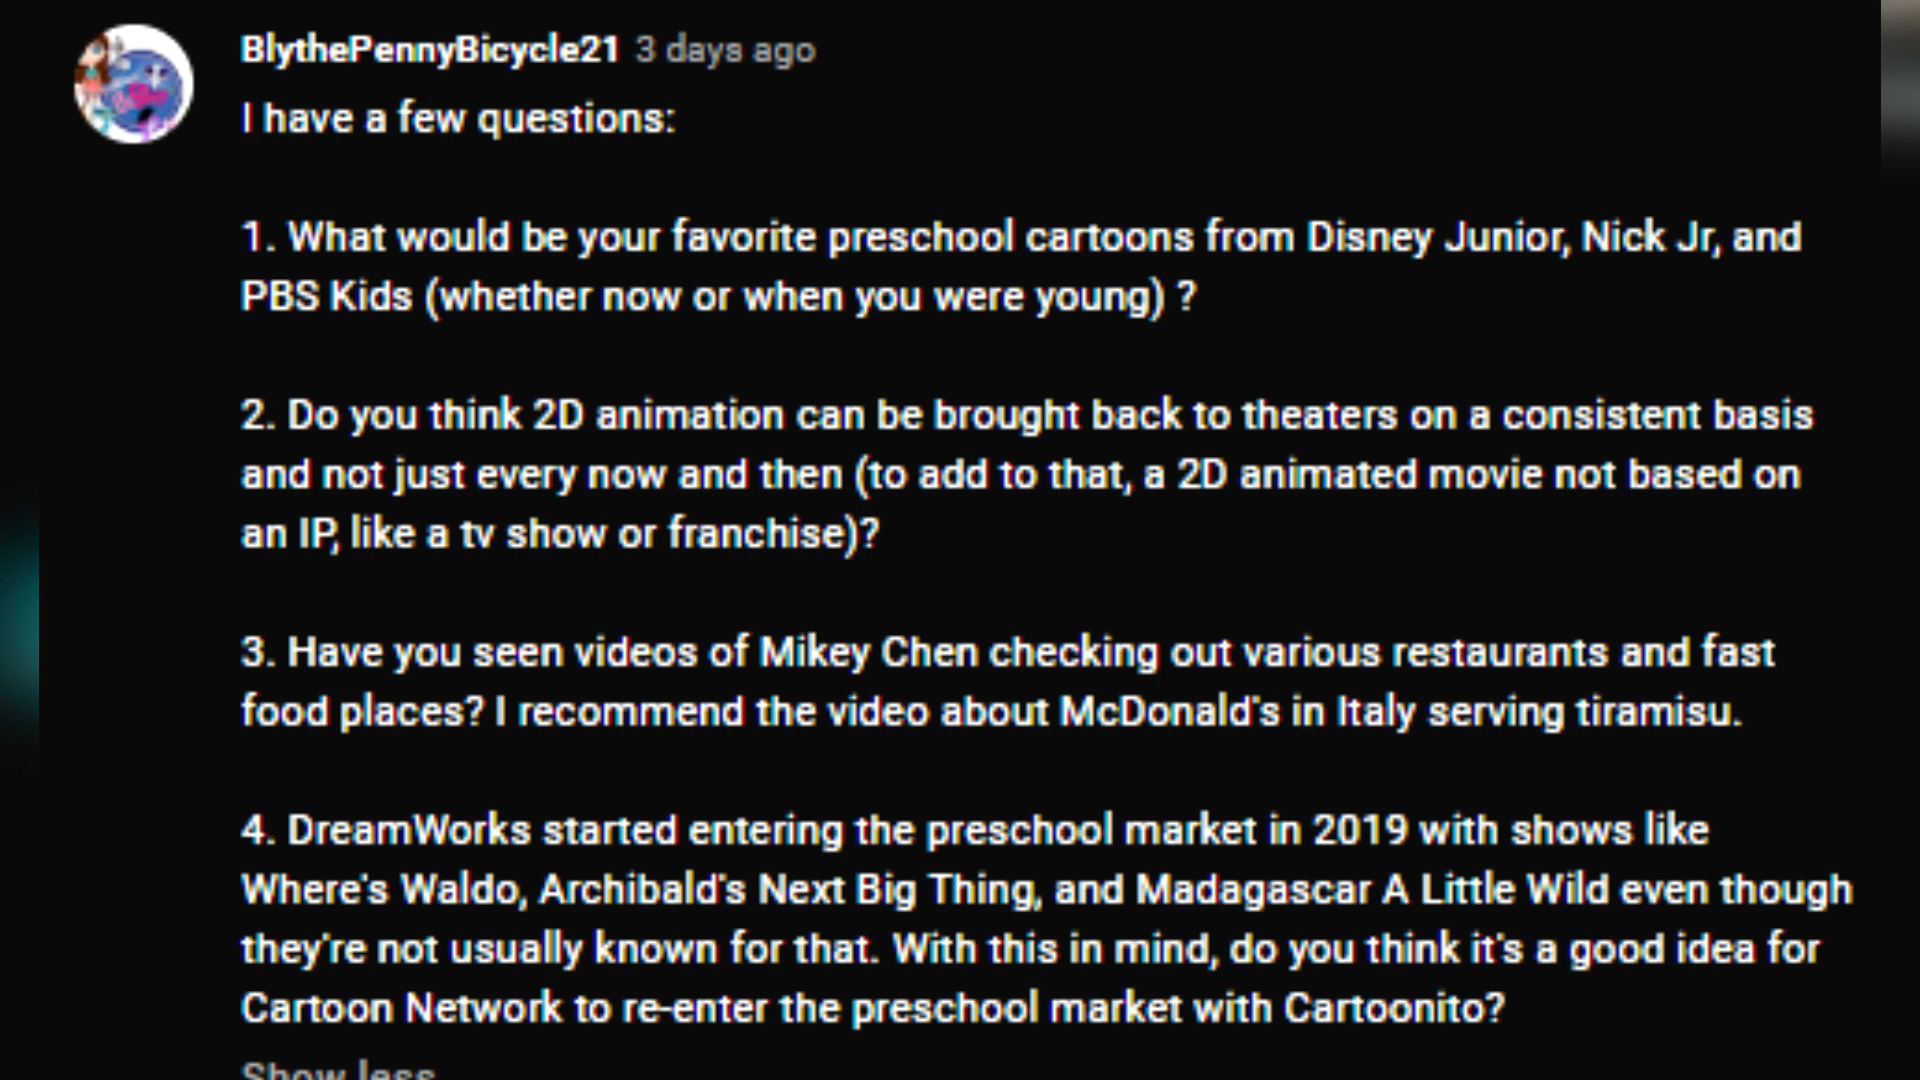 BlythePennyBicycle21 3 days ago
I have a few questions:
1. What would be your favorite preschool cartoons from Disney Junior, Nick Jr, and
PBS Kids (whether now or when you were young) ?
2. Do you think 2D animation can be brought back to theaters on a consistent basis
and not just every now and then (to add to that, a 2D animated movie not based on
an IP, like a tv show or franchise)?
3. Have you seen videos of Mikey Chen checking out various restaurants and fast
food places? I recommend the video about McDonald's in Italy serving tiramisu.
4. DreamWorks started entering the preschool market in 2019 with shows like
Where's Waldo, Archibald's Next Big Thing, and Madagascar A Little Wild even though
they're not usually known for that. With this in mind, do you think it's a good idea for
Cartoon Network to re-enter the preschool market with Cartoonito?
Show less